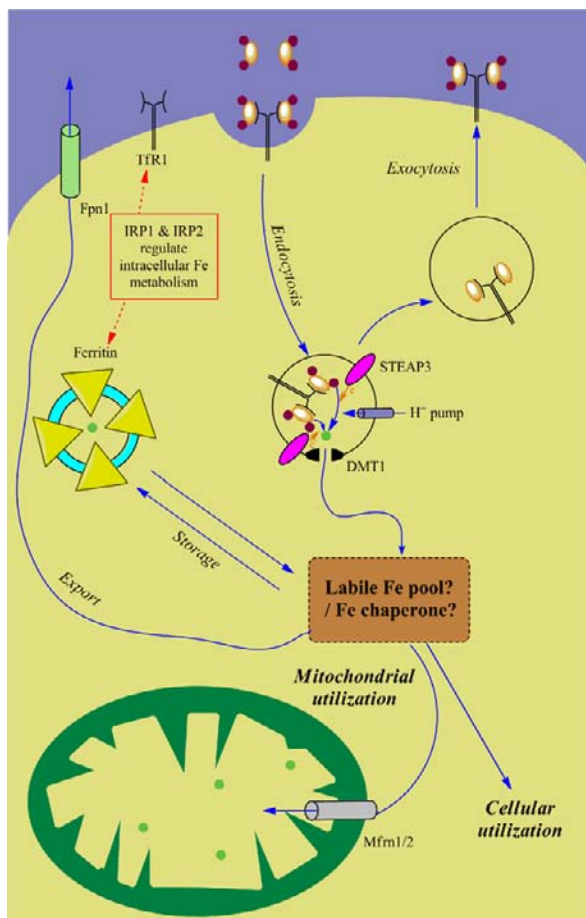 TfR1
Fpn1
Exocytosis
IRP1 & IRP2
regulate
intracellular Fe
metabolism
Endocytosis
Ferritin
STEAP3
e⁻
H⁺ pump
e⁻
DMT1
Storage
Export
Labile Fe pool?
/ Fe chaperone?
Mitochondrial
utilization
Cellular
utilization
Mfrn1/2